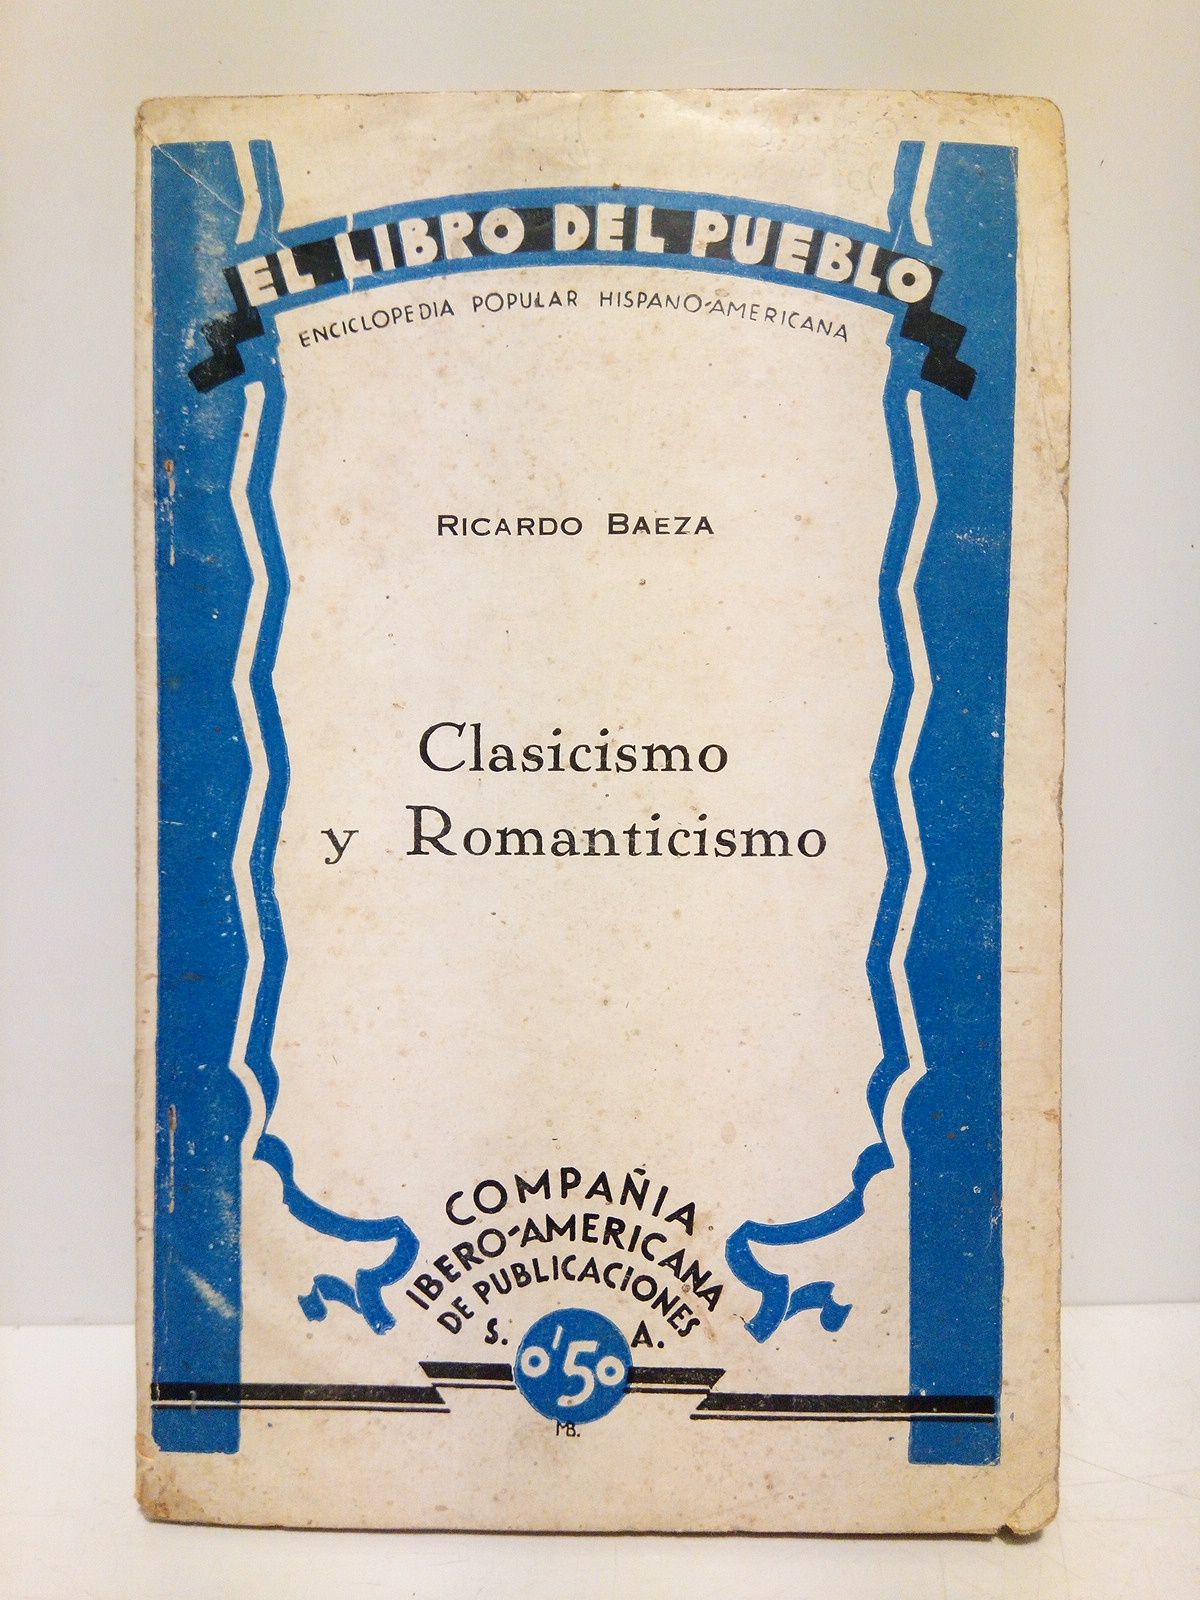 EL LIBRO DEL PUEBLO
ENCICLOPEDIA POPULAR HISPANO-AMERICANA
RICARDO BAEZA
Clasicismo
y Romanticismo
COMPAÑIA
IBERO-AMERICANA
DE PUBLICACIONES
S. A.
0'50
MB.